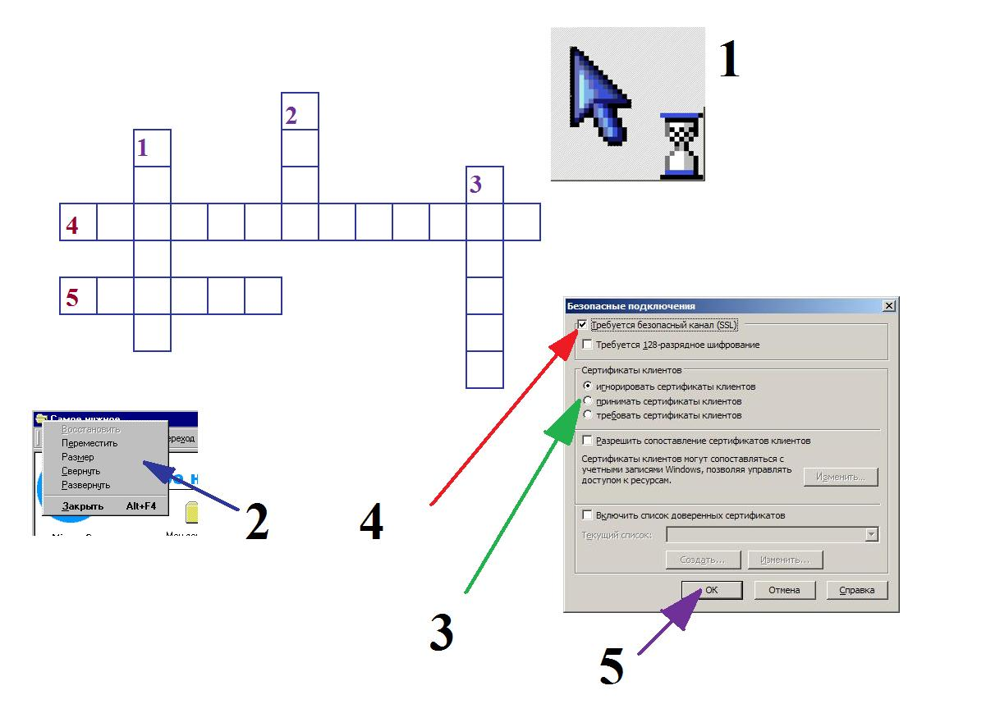 1
2
1
3
4
5
Безопасные подключения
Требуется безопасный канал (SSL)
Требуется 128-разрядное шифрование
Сертификаты клиентов
игнорировать сертификаты клиентов
принимать сертификаты клиентов
требовать сертификаты клиентов
Разрешить сопоставление сертификатов клиентов
Сертификаты клиентов могут сопоставляться с
учетными записями Windows, позволяя управлять
доступом к ресурсам.
Изменить...
Включить список доверенных сертификатов
Текущий список:
Создать... Изменить...
OK Отмена Справка
Самое нужное
Восстановить
Переместить
Размер
Свернуть
Развернуть
Закрыть Alt+F4
2
4
3
5